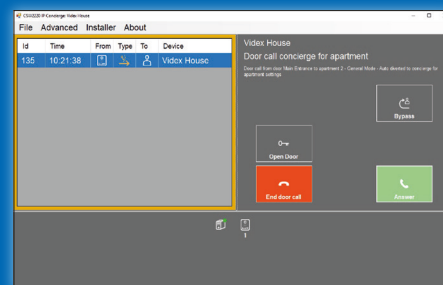 CSX2220 IP Concierge Videx House
File Advanced Installer About
Id Time From Type To Device
135 10:21:38 Videx House
Videx House
Door call concierge for apartment
Door call from door Main Entrance to apartment 2 - General Mode - Auto diverted to concierge for
apartment settings
Bypass
Open Door
End door call
Answer
1